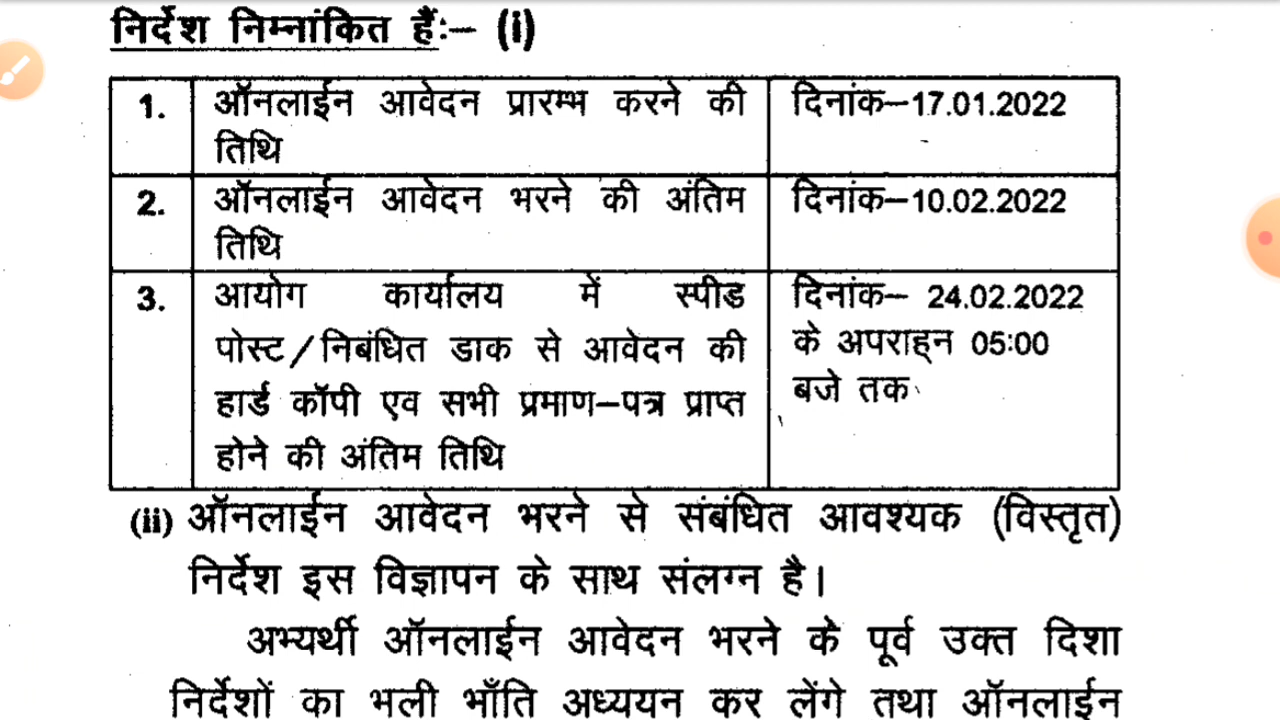 निर्देश निम्नांकित हैंः– (i)
1. ऑनलाईन आवेदन प्रारम्भ करने की दिनांक–17.01.2022
तिथि
2. ऑनलाईन आवेदन भरने की अंतिम दिनांक–10.02.2022
तिथि
3. आयोग कार्यालय में स्पीड दिनांक– 24.02.2022
पोस्ट/निबंधित डाक से आवेदन की के अपराह्न 05:00
हार्ड कॉपी एव सभी प्रमाण–पत्र प्राप्त बजे तक
होने की अंतिम तिथि
(ii) ऑनलाईन आवेदन भरने से संबंधित आवश्यक (विस्तृत)
निर्देश इस विज्ञापन के साथ संलग्न है।
अभ्यर्थी ऑनलाईन आवेदन भरने के पूर्व उक्त दिशा
निर्देशों का भली भाँति अध्ययन कर लेंगे तथा ऑनलाईन